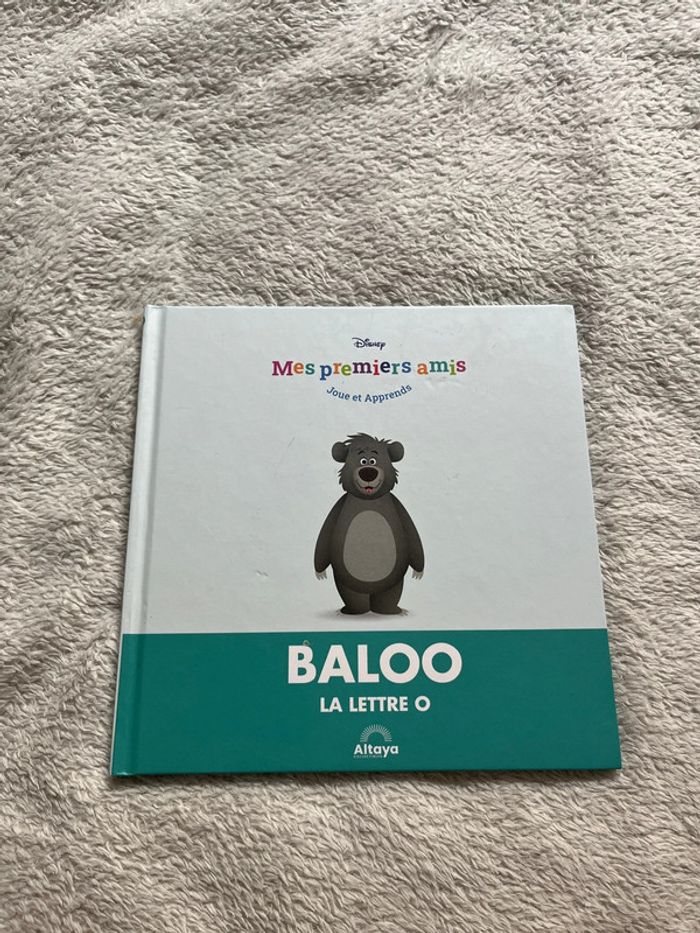 Disney
Mes premiers amis
Joue et Apprends
BALOO
LA LETTRE O
Altaya